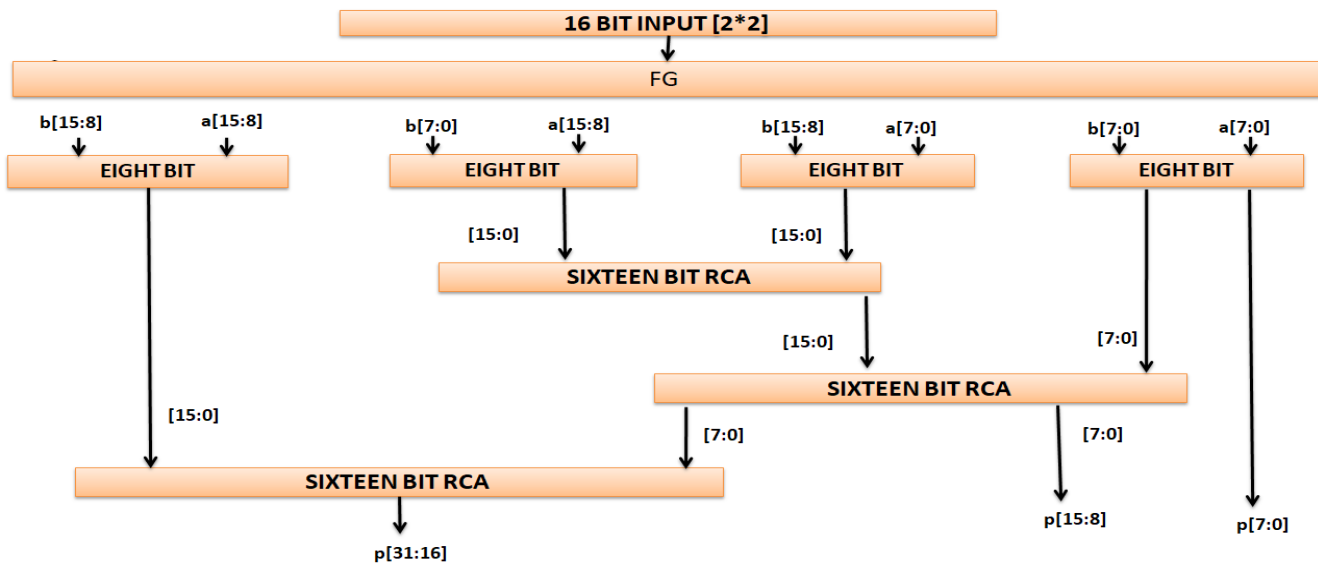 16 BIT INPUT [2*2]
FG
b[15:8]
a[15:8]
b[7:0]
a[15:8]
b[15:8]
a[7:0]
b[7:0]
a[7:0]
EIGHT BIT
EIGHT BIT
EIGHT BIT
EIGHT BIT
[15:0]
[15:0]
SIXTEEN BIT RCA
[15:0]
[7:0]
SIXTEEN BIT RCA
[15:0]
[7:0]
[7:0]
SIXTEEN BIT RCA
p[15:8]
p[7:0]
p[31:16]